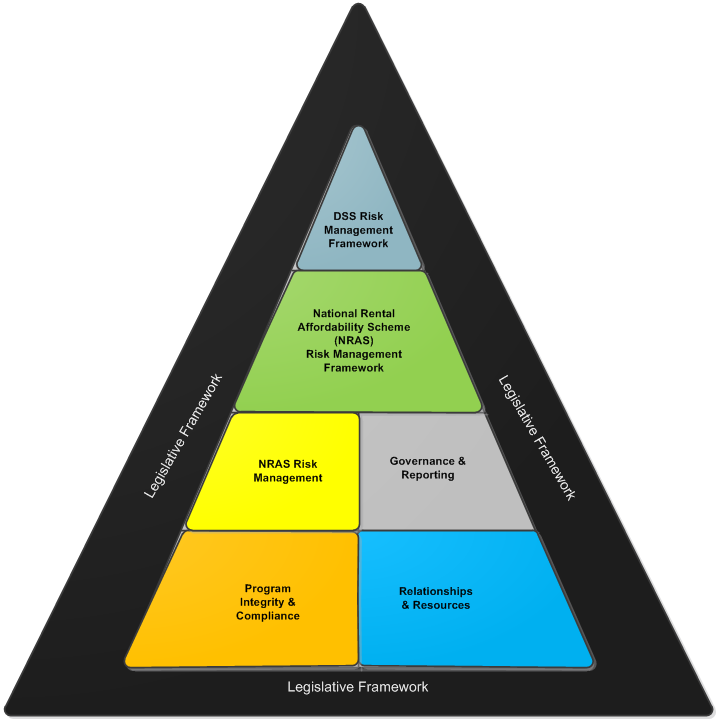 DSS Risk
Management
Framework
National Rental
Affordability Scheme
(NRAS)
Risk Management
Framework
Legislative Framework
Legislative Framework
NRAS Risk
Management
Governance &
Reporting
Program
Integrity &
Compliance
Relationships
& Resources
Legislative Framework